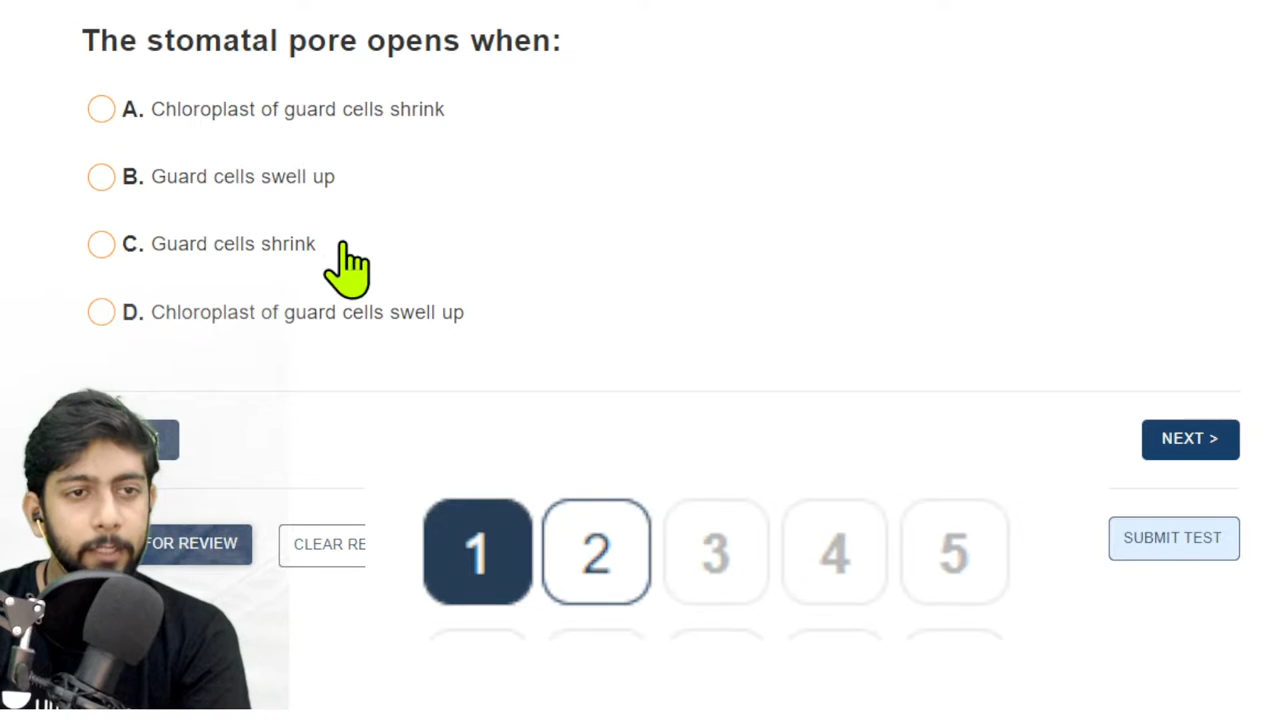 The stomatal pore opens when:
A. Chloroplast of guard cells shrink
B. Guard cells swell up
C. Guard cells shrink
D. Chloroplast of guard cells swell up
NEXT >
FOR REVIEW
CLEAR RE
1 2 3 4 5
SUBMIT TEST